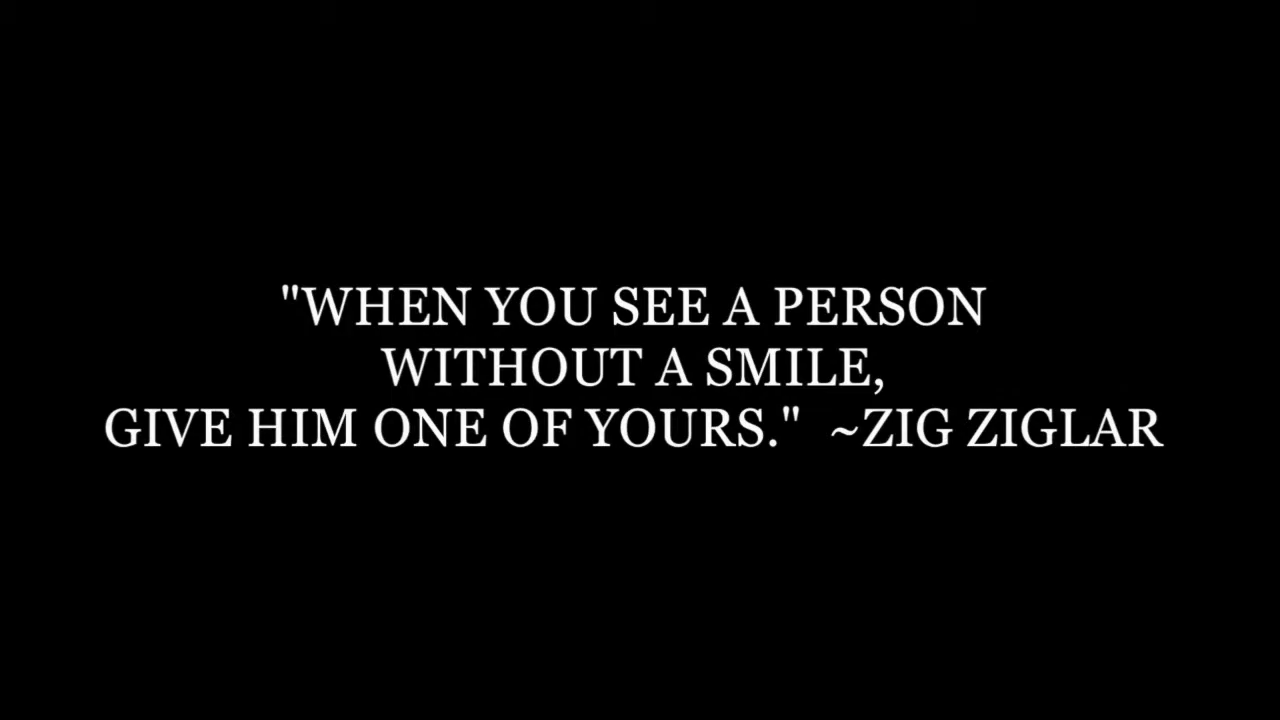 "WHEN YOU SEE A PERSON
WITHOUT A SMILE,
GIVE HIM ONE OF YOURS."  ~ZIG ZIGLAR